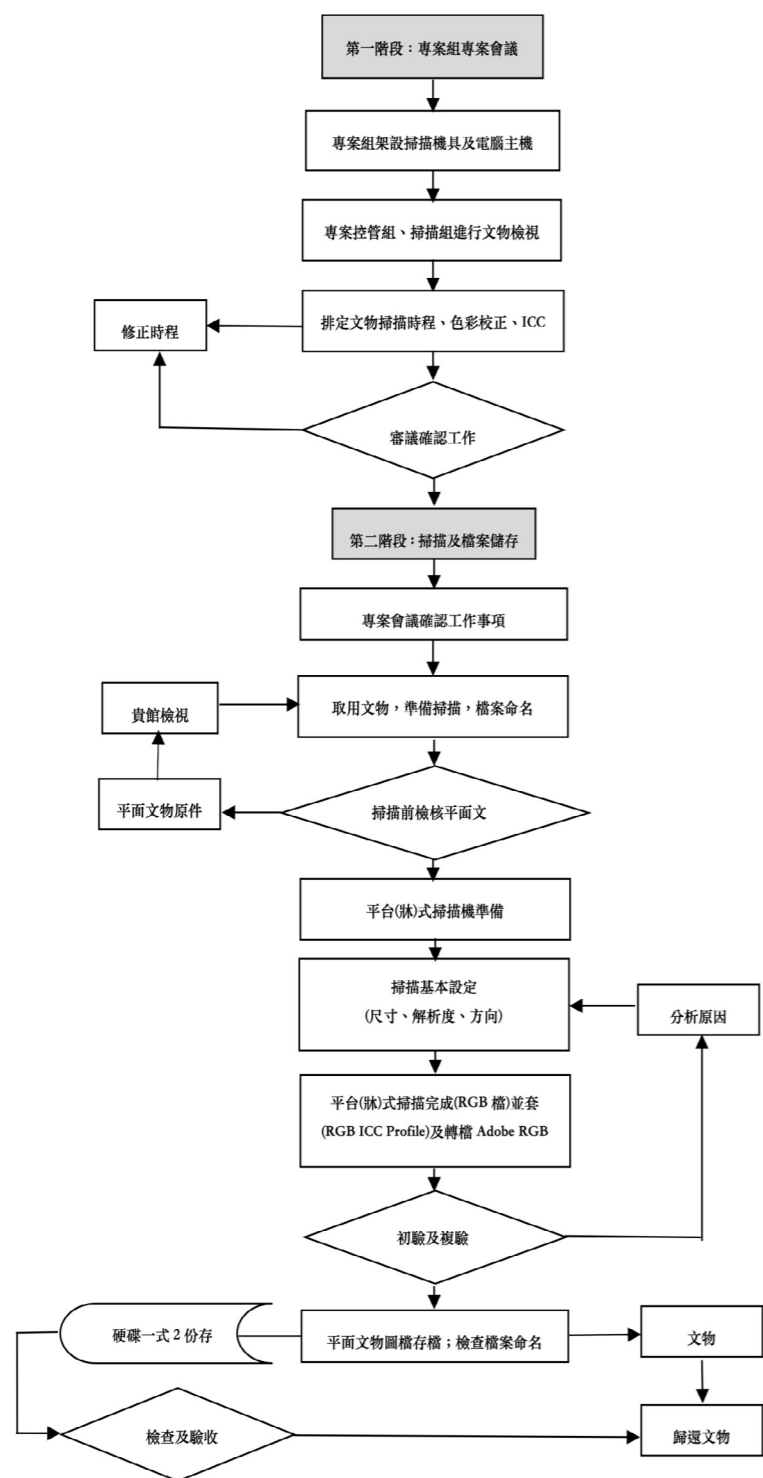 第一階段：專案組專案會議
專案組架設掃描機具及電腦主機
專案控管組、掃描組進行文物檢視
修正時程
排定文物掃描時程、色彩校正、ICC
審議確認工作
第二階段：掃描及檔案儲存
專案會議確認工作事項
貴館檢視
取用文物，準備掃描，檔案命名
平面文物原件
掃描前檢核平面文
平台(牀)式掃描機準備
掃描基本設定
(尺寸、解析度、方向)
分析原因
平台(牀)式掃描完成(RGB 檔)並套
(RGB ICC Profile)及轉檔 Adobe RGB
初驗及複驗
硬碟一式 2 份存
平面文物圖檔存檔；檢查檔案命名
文物
檢查及驗收
歸還文物